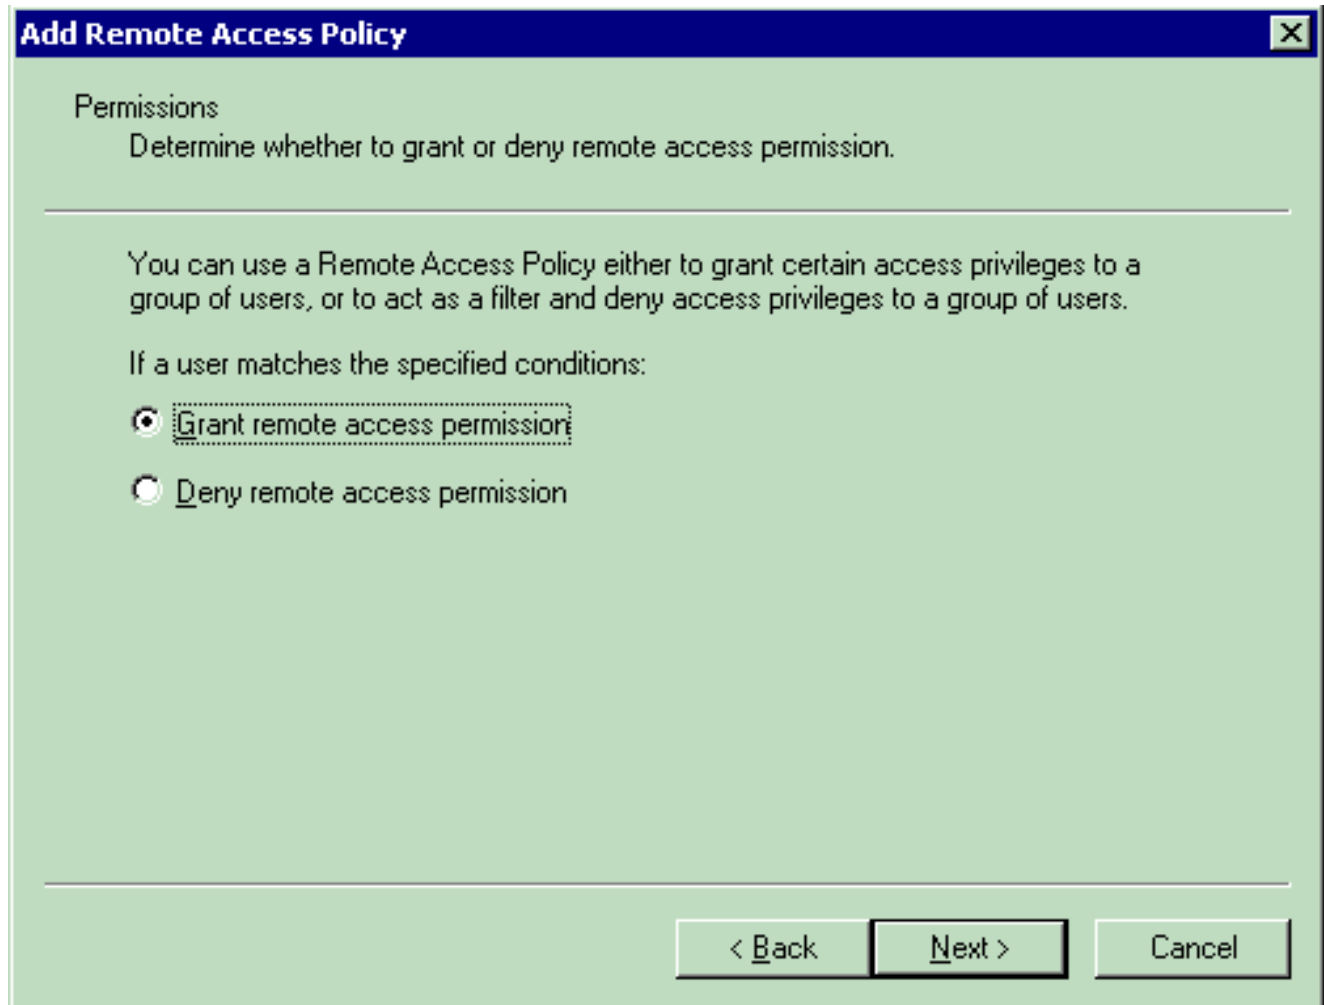 Add Remote Access Policy
Permissions
Determine whether to grant or deny remote access permission.
You can use a Remote Access Policy either to grant certain access privileges to a
group of users, or to act as a filter and deny access privileges to a group of users.
If a user matches the specified conditions:
Grant remote access permission
Deny remote access permission
< Back Next > Cancel